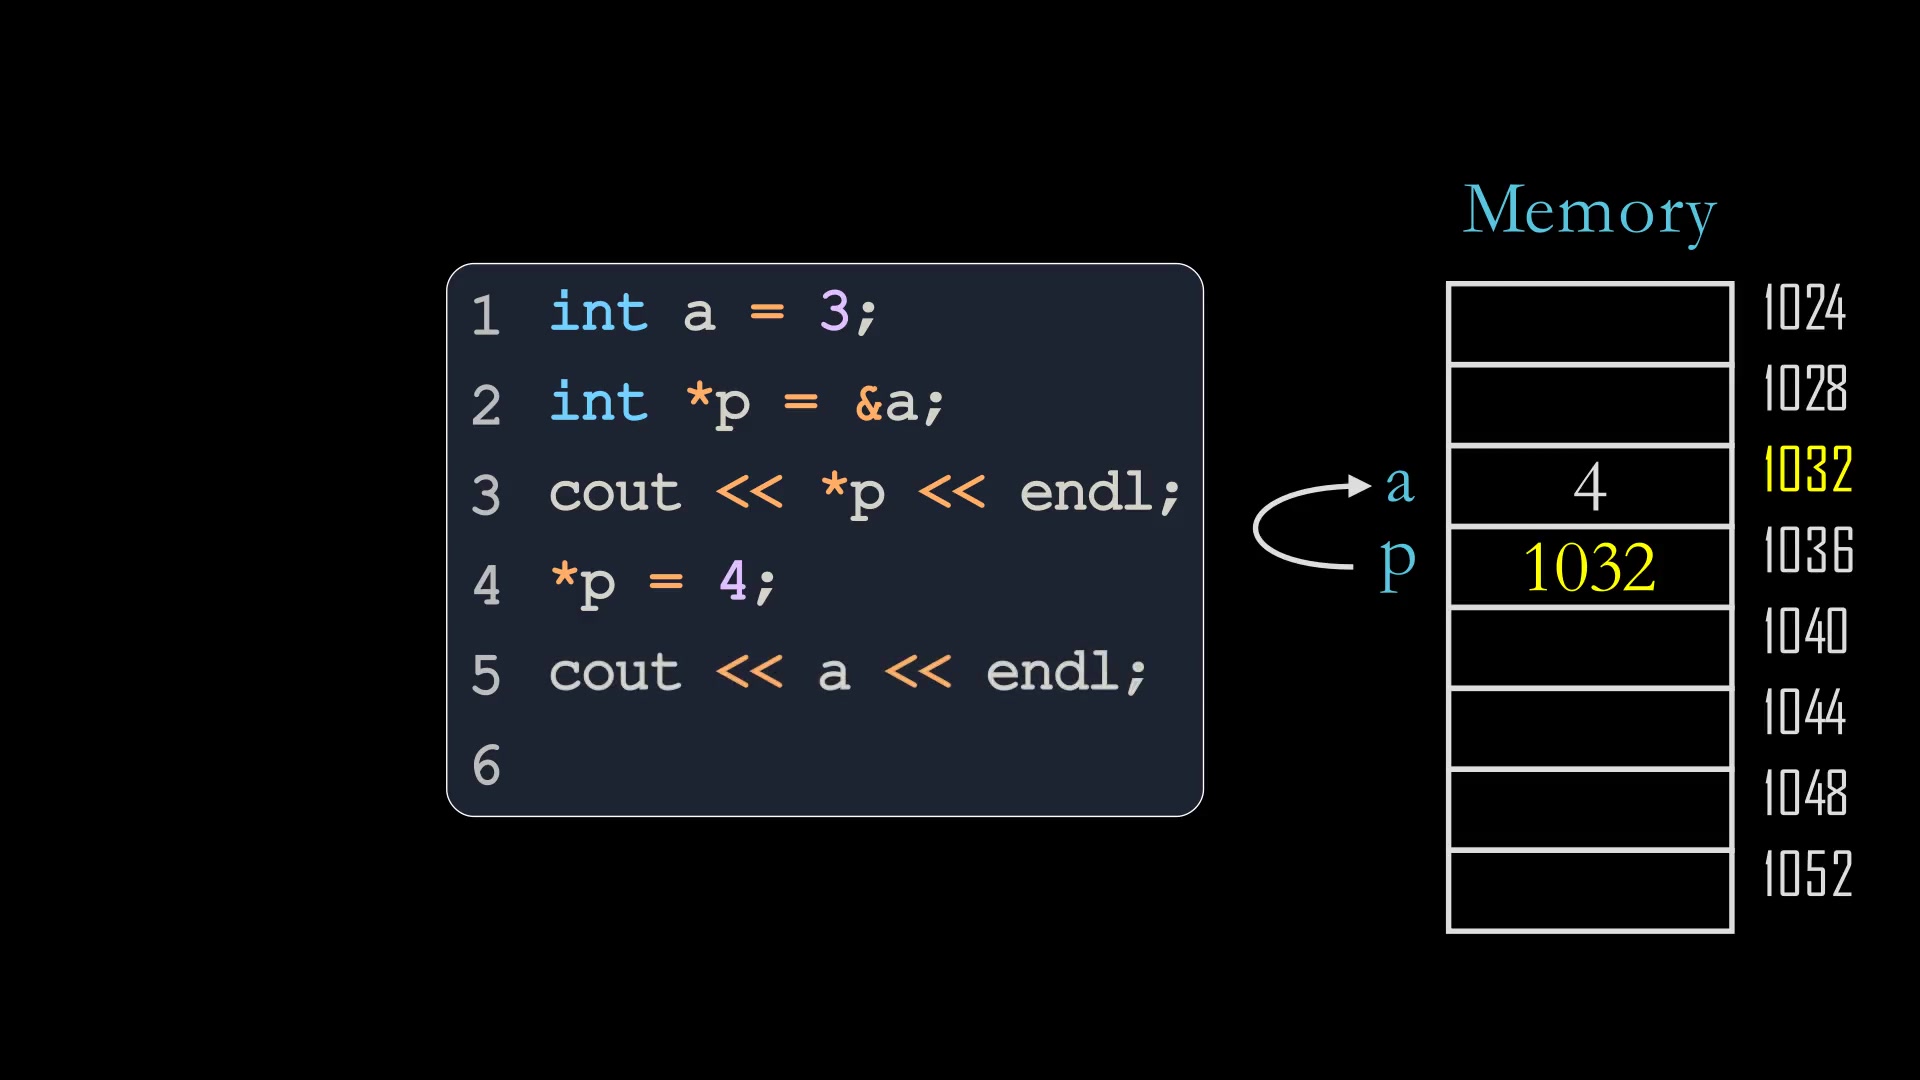 1 int a = 3;
2 int *p = &a;
3 cout << *p << endl;
4 *p = 4;
5 cout << a << endl;
6
Memory
1024
1028
a 4 1032
p 1032 1036
1040
1044
1048
1052